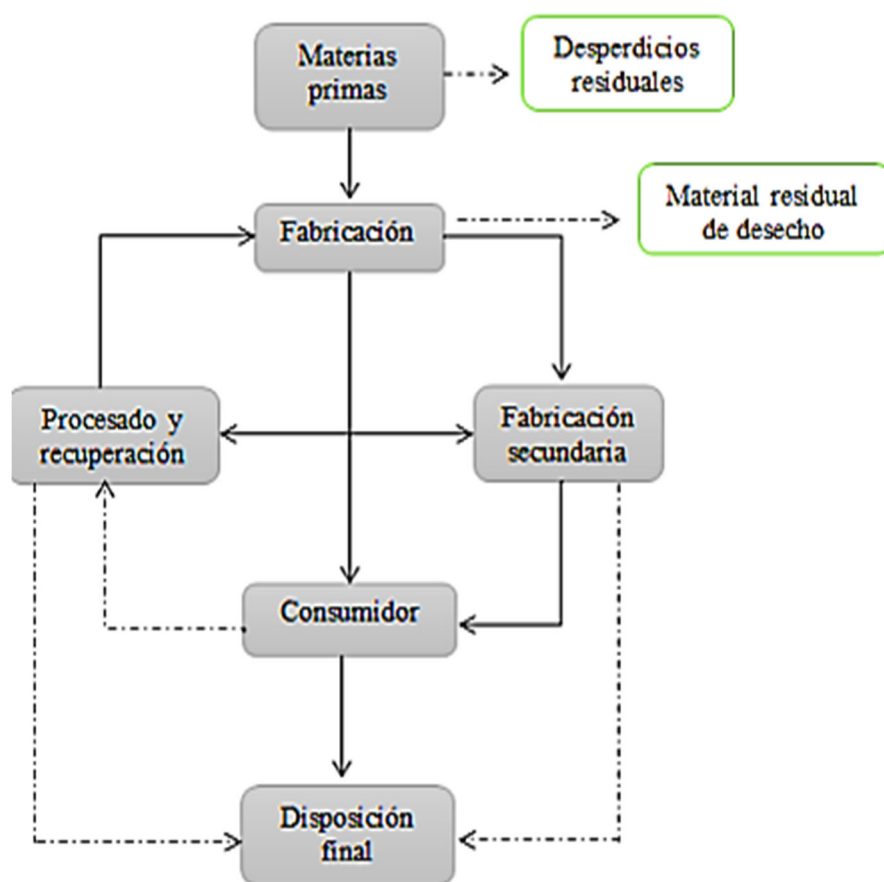 Materias
primas
Desperdicios
residuales
Fabricación
Material residual
de desecho
Procesado y
recuperación
Fabricación
secundaria
Consumidor
Disposición
final